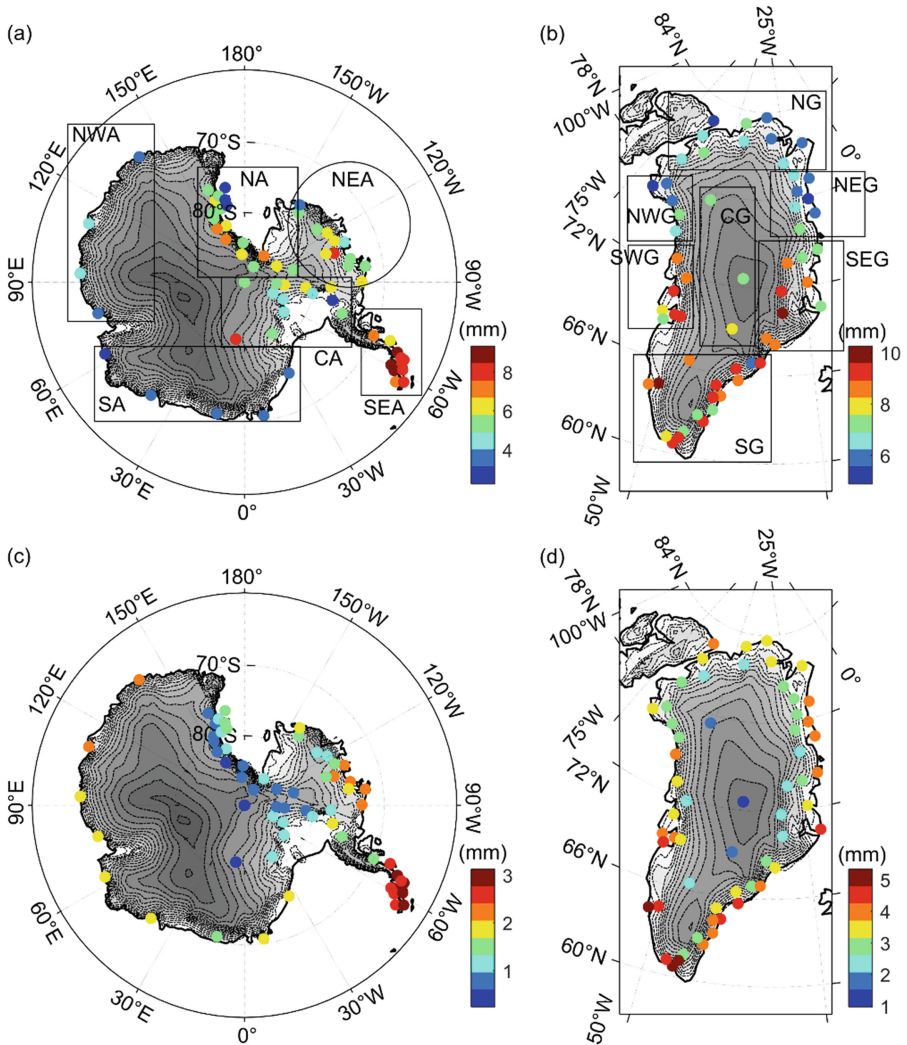 (a)
180°
150°E
150°W
120°E
120°W
90°E
90°W
60°E
60°W
30°E
30°W
0°
70°S
80°S
NWA
NA
NEA
CA
SA
SEA
(mm)
8
6
4
(b)
84°N
25°W
78°N
100°W
0°
75°W
72°N
66°N
60°N
50°W
NG
NEG
NWG
CG
SWG
SEG
SG
(mm)
10
8
6
(c)
180°
150°E
150°W
120°E
120°W
90°E
90°W
60°E
60°W
30°E
30°W
0°
70°S
80°S
(mm)
3
2
1
(d)
84°N
25°W
78°N
100°W
0°
75°W
72°N
66°N
60°N
50°W
(mm)
5
4
3
2
1